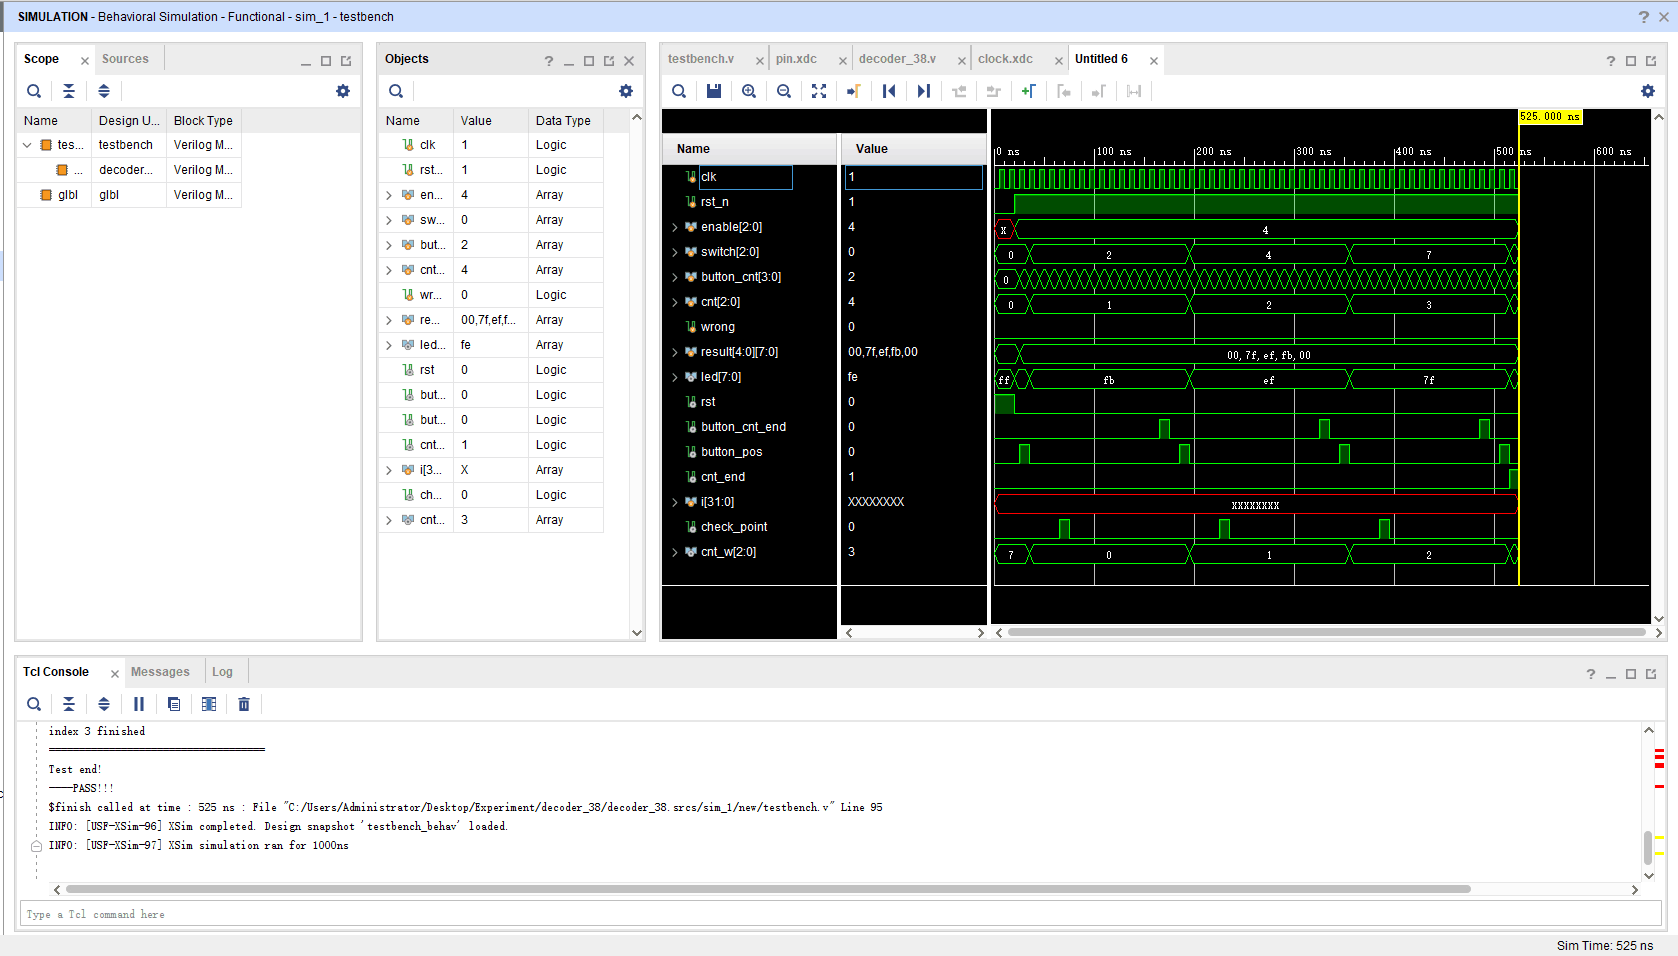 SIMULATION - Behavioral Simulation - Functional - sim_1 - testbench
Scope
Sources
Name
Design U...
Block Type
tes...
testbench
Verilog M...
...
decoder...
Verilog M...
glbl
glbl
Verilog M...
Objects
Name
Value
Data Type
clk
1
Logic
rst...
1
Logic
en...
4
Array
sw...
0
Array
but...
2
Array
cnt...
4
Array
wr...
0
Logic
re...
00,7f,ef,f...
Array
led...
fe
Array
rst
0
Logic
but...
0
Logic
but...
0
Logic
cnt...
1
Logic
i[3...
X
Array
ch...
0
Logic
cnt...
3
Array
testbench.v
pin.xdc
decoder_38.v
clock.xdc
Untitled 6
525.000 ns
Name
Value
0 ns
100 ns
200 ns
300 ns
400 ns
500 ns
600 ns
clk
1
rst_n
1
enable[2:0]
4
X
4
switch[2:0]
0
0
2
4
7
button_cnt[3:0]
2
0
cnt[2:0]
4
0
1
2
3
wrong
0
result[4:0][7:0]
00,7f,ef,fb,00
00,7f,ef,fb,00
led[7:0]
fe
ff
fb
ef
7f
rst
0
button_cnt_end
0
button_pos
0
cnt_end
1
i[31:0]
XXXXXXXX
XXXXXXXX
check_point
0
cnt_w[2:0]
3
7
0
1
2
Tcl Console
Messages
Log
index 3 finished
====================================
Test end!
----PASS!!!
$finish called at time : 525 ns : File "C:/Users/Administrator/Desktop/Experiment/decoder_38/decoder_38.srcs/sim_1/new/testbench.v" Line 95
INFO: [USF-XSim-96] XSim completed. Design snapshot 'testbench_behav' loaded.
INFO: [USF-XSim-97] XSim simulation ran for 1000ns
Type a Tcl command here
Sim Time: 525 ns